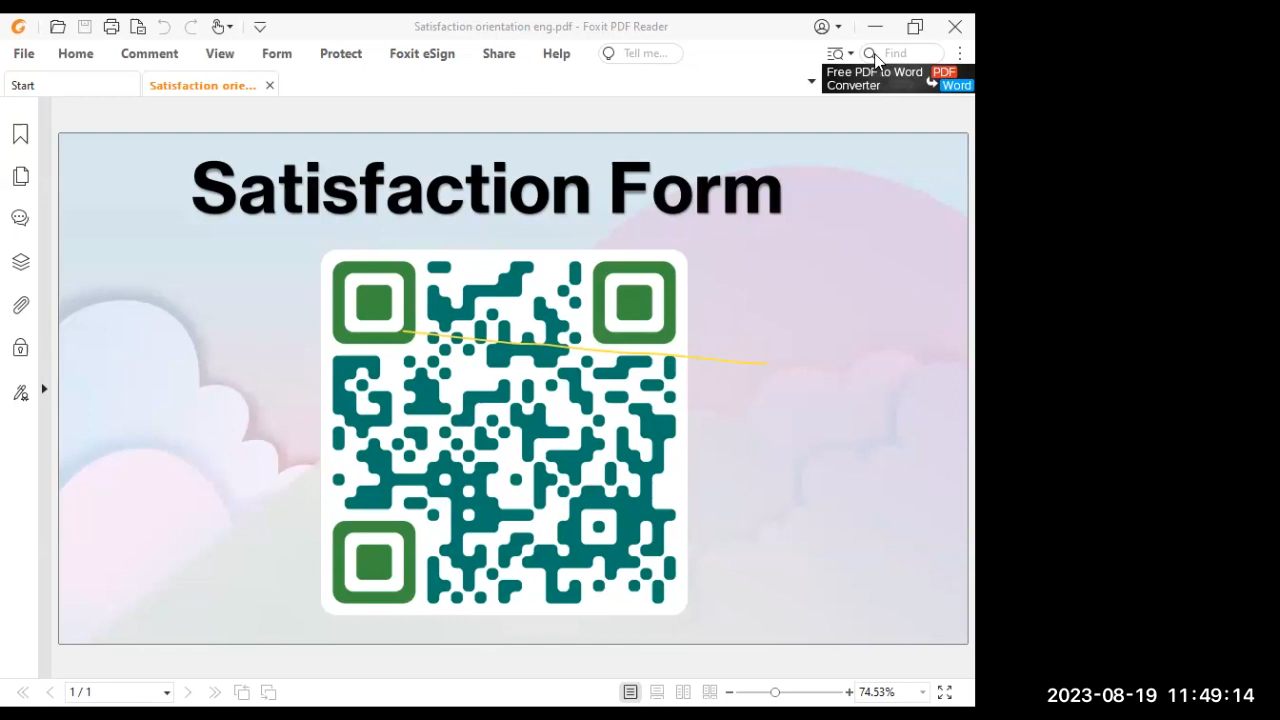 Satisfaction orientation eng.pdf - Foxit PDF Reader
File Home Comment View Form Protect Foxit eSign Share Help Tell me... Find
Free PDF to Word PDF
Converter Word
Start Satisfaction orie...
Satisfaction Form
1 / 1 74.53%
2023-08-19 11:49:14